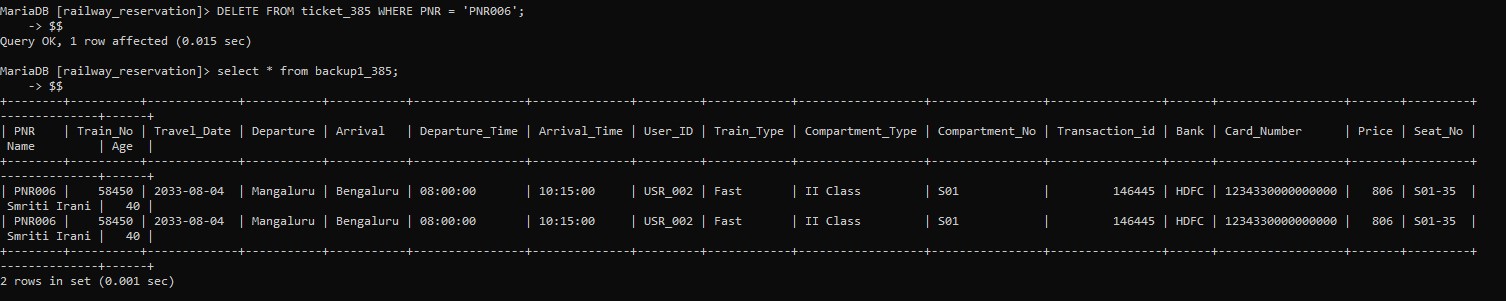 MariaDB [railway_reservation]> DELETE FROM ticket_385 WHERE PNR = 'PNR006';
    -> $$
Query OK, 1 row affected (0.015 sec)

MariaDB [railway_reservation]> select * from backup1_385;
    -> $$
+--------+----------+-------------+-----------+-----------+----------------+--------------+---------+------------+------------------+----------------+----------------+------+------------------+-------+---------+
--------------+------+
| PNR    | Train_No | Travel_Date | Departure | Arrival   | Departure_Time | Arrival_Time | User_ID | Train_Type | Compartment_Type | Compartment_No | Transaction_id | Bank | Card_Number      | Price | Seat_No |
 Name         | Age  |
+--------+----------+-------------+-----------+-----------+----------------+--------------+---------+------------+------------------+----------------+----------------+------+------------------+-------+---------+
--------------+------+
| PNR006 |    58450 | 2033-08-04  | Mangaluru | Bengaluru | 08:00:00       | 10:15:00     | USR_002 | Fast       | II Class         | S01            |         146445 | HDFC | 1234330000000000 |   806 | S01-35  |
 Smriti Irani |   40 |
| PNR006 |    58450 | 2033-08-04  | Mangaluru | Bengaluru | 08:00:00       | 10:15:00     | USR_002 | Fast       | II Class         | S01            |         146445 | HDFC | 1234330000000000 |   806 | S01-35  |
 Smriti Irani |   40 |
+--------+----------+-------------+-----------+-----------+----------------+--------------+---------+------------+------------------+----------------+----------------+------+------------------+-------+---------+
--------------+------+
2 rows in set (0.001 sec)